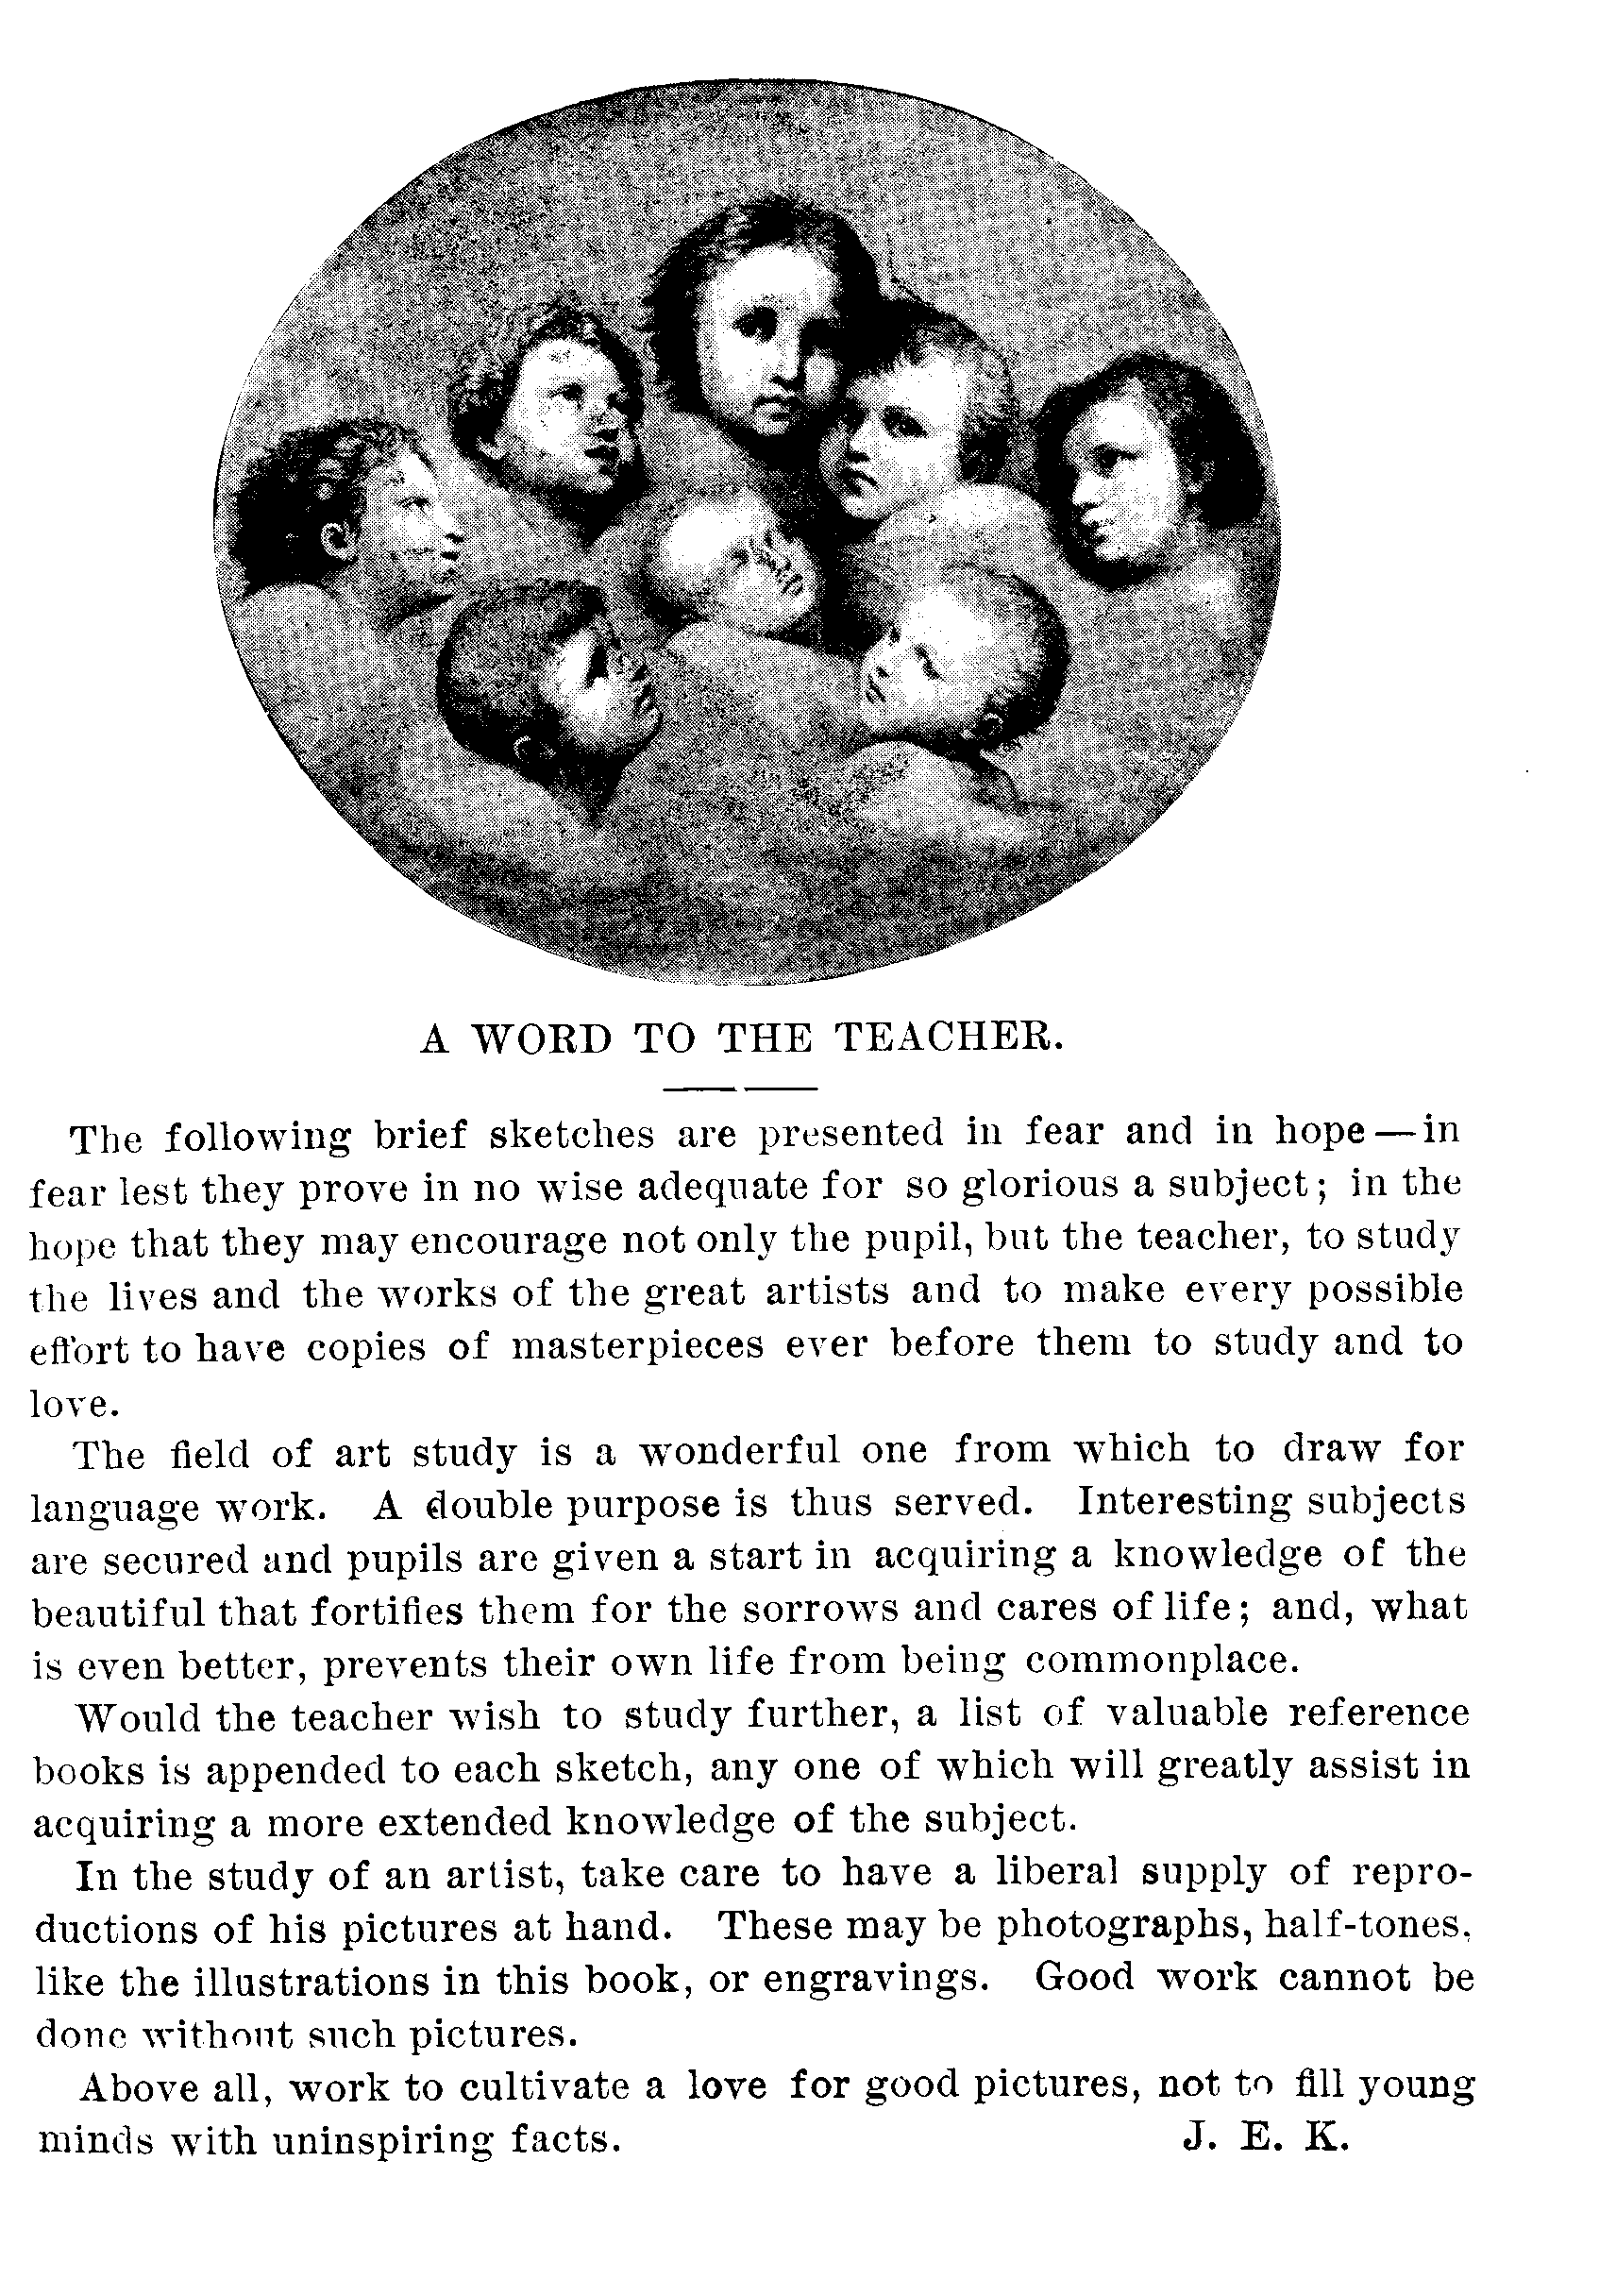 A WORD TO THE TEACHER.
The following brief sketches are presented in fear and in hope—in
fear lest they prove in no wise adequate for so glorious a subject; in the
hope that they may encourage not only the pupil, but the teacher, to study
the lives and the works of the great artists and to make every possible
effort to have copies of masterpieces ever before them to study and to
love.
The field of art study is a wonderful one from which to draw for
language work. A double purpose is thus served. Interesting subjects
are secured and pupils are given a start in acquiring a knowledge of the
beautiful that fortifies them for the sorrows and cares of life; and, what
is even better, prevents their own life from being commonplace.
Would the teacher wish to study further, a list of valuable reference
books is appended to each sketch, any one of which will greatly assist in
acquiring a more extended knowledge of the subject.
In the study of an artist, take care to have a liberal supply of repro-
ductions of his pictures at hand. These may be photographs, half-tones,
like the illustrations in this book, or engravings. Good work cannot be
done without such pictures.
Above all, work to cultivate a love for good pictures, not to fill young
minds with uninspiring facts. J. E. K.